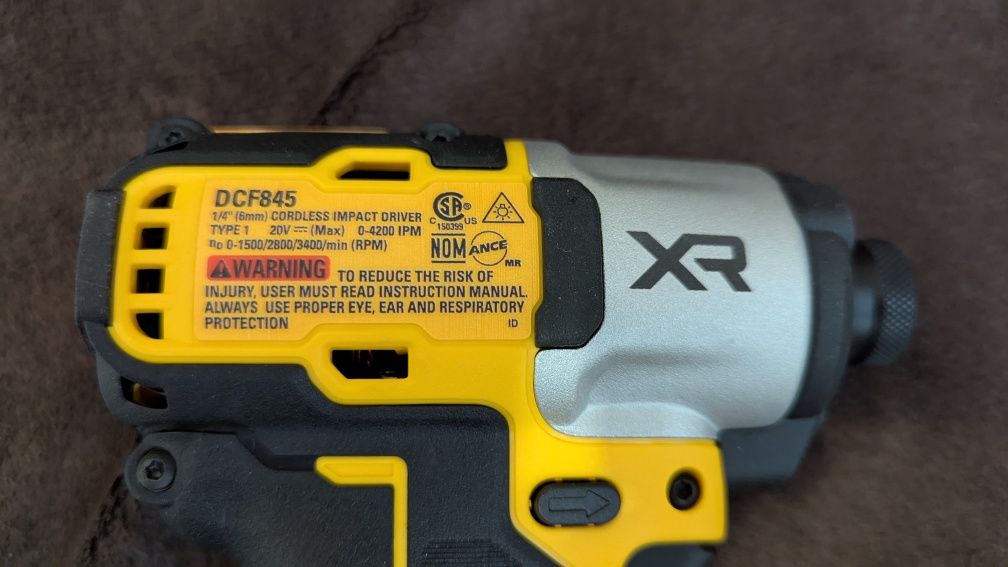 DCF845
1/4" (6mm) CORDLESS IMPACT DRIVER
TYPE 1 20V ⎓ (Max) 0-4200 IPM
n₀ 0-1500/2800/3400/min (RPM)
SA ®
C US
150399
NOM
ANCE
MR
WARNING TO REDUCE THE RISK OF
INJURY, USER MUST READ INSTRUCTION MANUAL.
ALWAYS USE PROPER EYE, EAR AND RESPIRATORY
PROTECTION
ID
XR